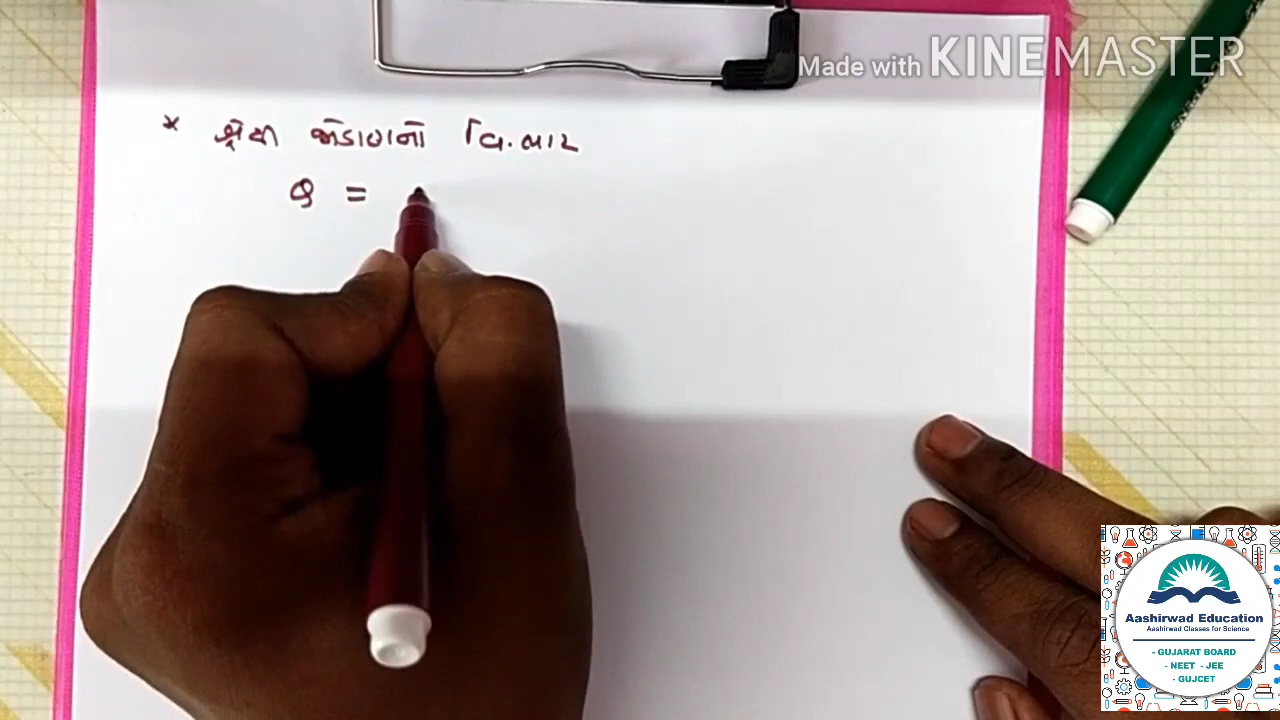 Made with KINEMASTER
* શ્રેણી જોડાણનો વિ.ભાર
Q =
Aashirwad Education
Aashirwad Classes for Science
- GUJARAT BOARD
- NEET - JEE
- GUJCET